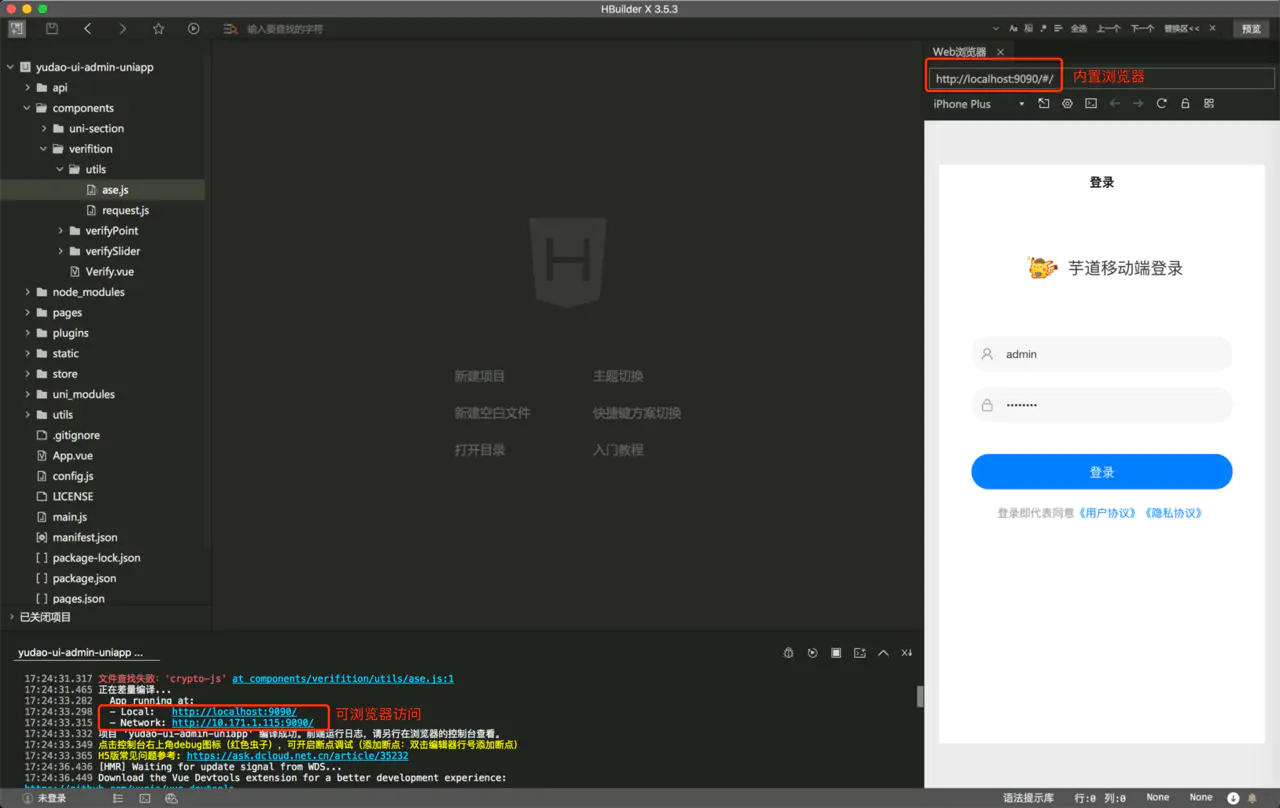 HBuilder X 3.5.3
输入要查找的字符
全选 上一个 下一个 替换区<<
预览
yudao-ui-admin-uniapp
api
components
uni-section
verifition
utils
ase.js
request.js
verifyPoint
verifySlider
Verify.vue
node_modules
pages
plugins
static
store
uni_modules
utils
.gitignore
App.vue
config.js
LICENSE
main.js
manifest.json
package-lock.json
package.json
pages.json
已关闭项目
新建项目 主题切换
新建空白文件 快捷键方案切换
打开目录 入门教程
Web浏览器
http://localhost:9090/#/ 内置浏览器
iPhone Plus
登录
芋道移动端登录
admin
••••••••
登录
登录即代表同意《用户协议》《隐私协议》
yudao-ui-admin-uniapp ...
17:24:31.317 文件查找失败：'crypto-js' at components/verifition/utils/ase.js:1
17:24:31.465 正在差量编译...
17:24:33.282 App running at:
17:24:33.298 - Local: http://localhost:9090/
17:24:33.315 - Network: http://10.171.1.115:9090/
可浏览器访问
17:24:33.332 项目 'yudao-ui-admin-uniapp' 编译成功。前端运行日志，请另行在浏览器的控制台查看。
17:24:33.349 点击控制台右上角debug图标（红色虫子），可开启断点调试（添加断点：双击编辑器行号添加断点）
17:24:33.365 H5版常见问题参考: https://ask.dcloud.net.cn/article/35232
17:24:36.436 [HMR] Waiting for update signal from WDS...
17:24:36.449 Download the Vue Devtools extension for a better development experience:
未登录
语法提示库 行:0 列:0 None None